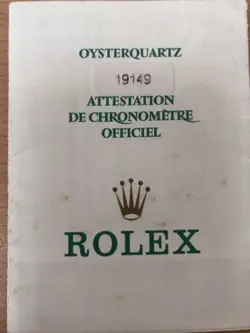 OYSTERQUARTZ
19149
ATTESTATION
DE CHRONOMÈTRE
OFFICIEL
ROLEX